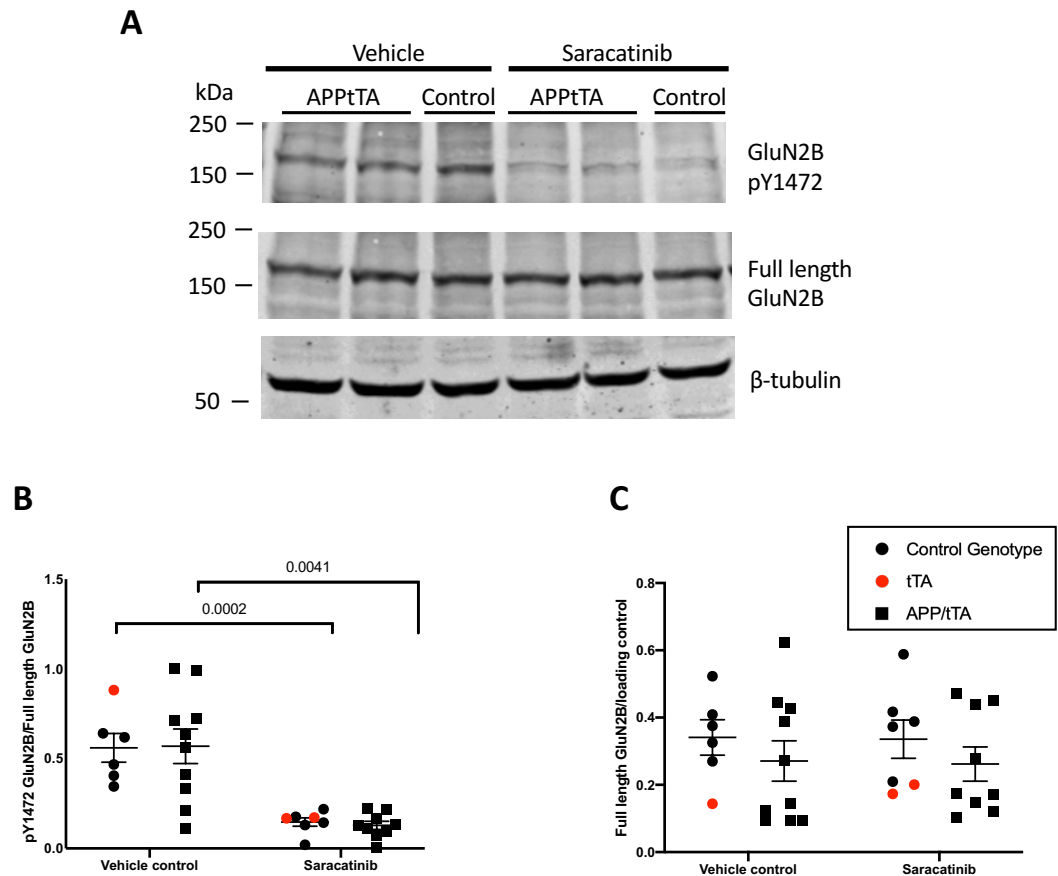 A
Vehicle
Saracatinib
kDa
APPtTA
Control
APPtTA
Control
250
150
GluN2B
pY1472
250
150
Full length
GluN2B
50
β-tubulin
B
pY1472 GluN2B/Full length GluN2B
1.5
1.0
0.5
0.0
0.0041
0.0002
Vehicle control
Saracatinib
C
Control Genotype
tTA
APP/tTA
Full length GluN2B/loading control
0.8
0.6
0.4
0.2
0.0
Vehicle control
Saracatinib